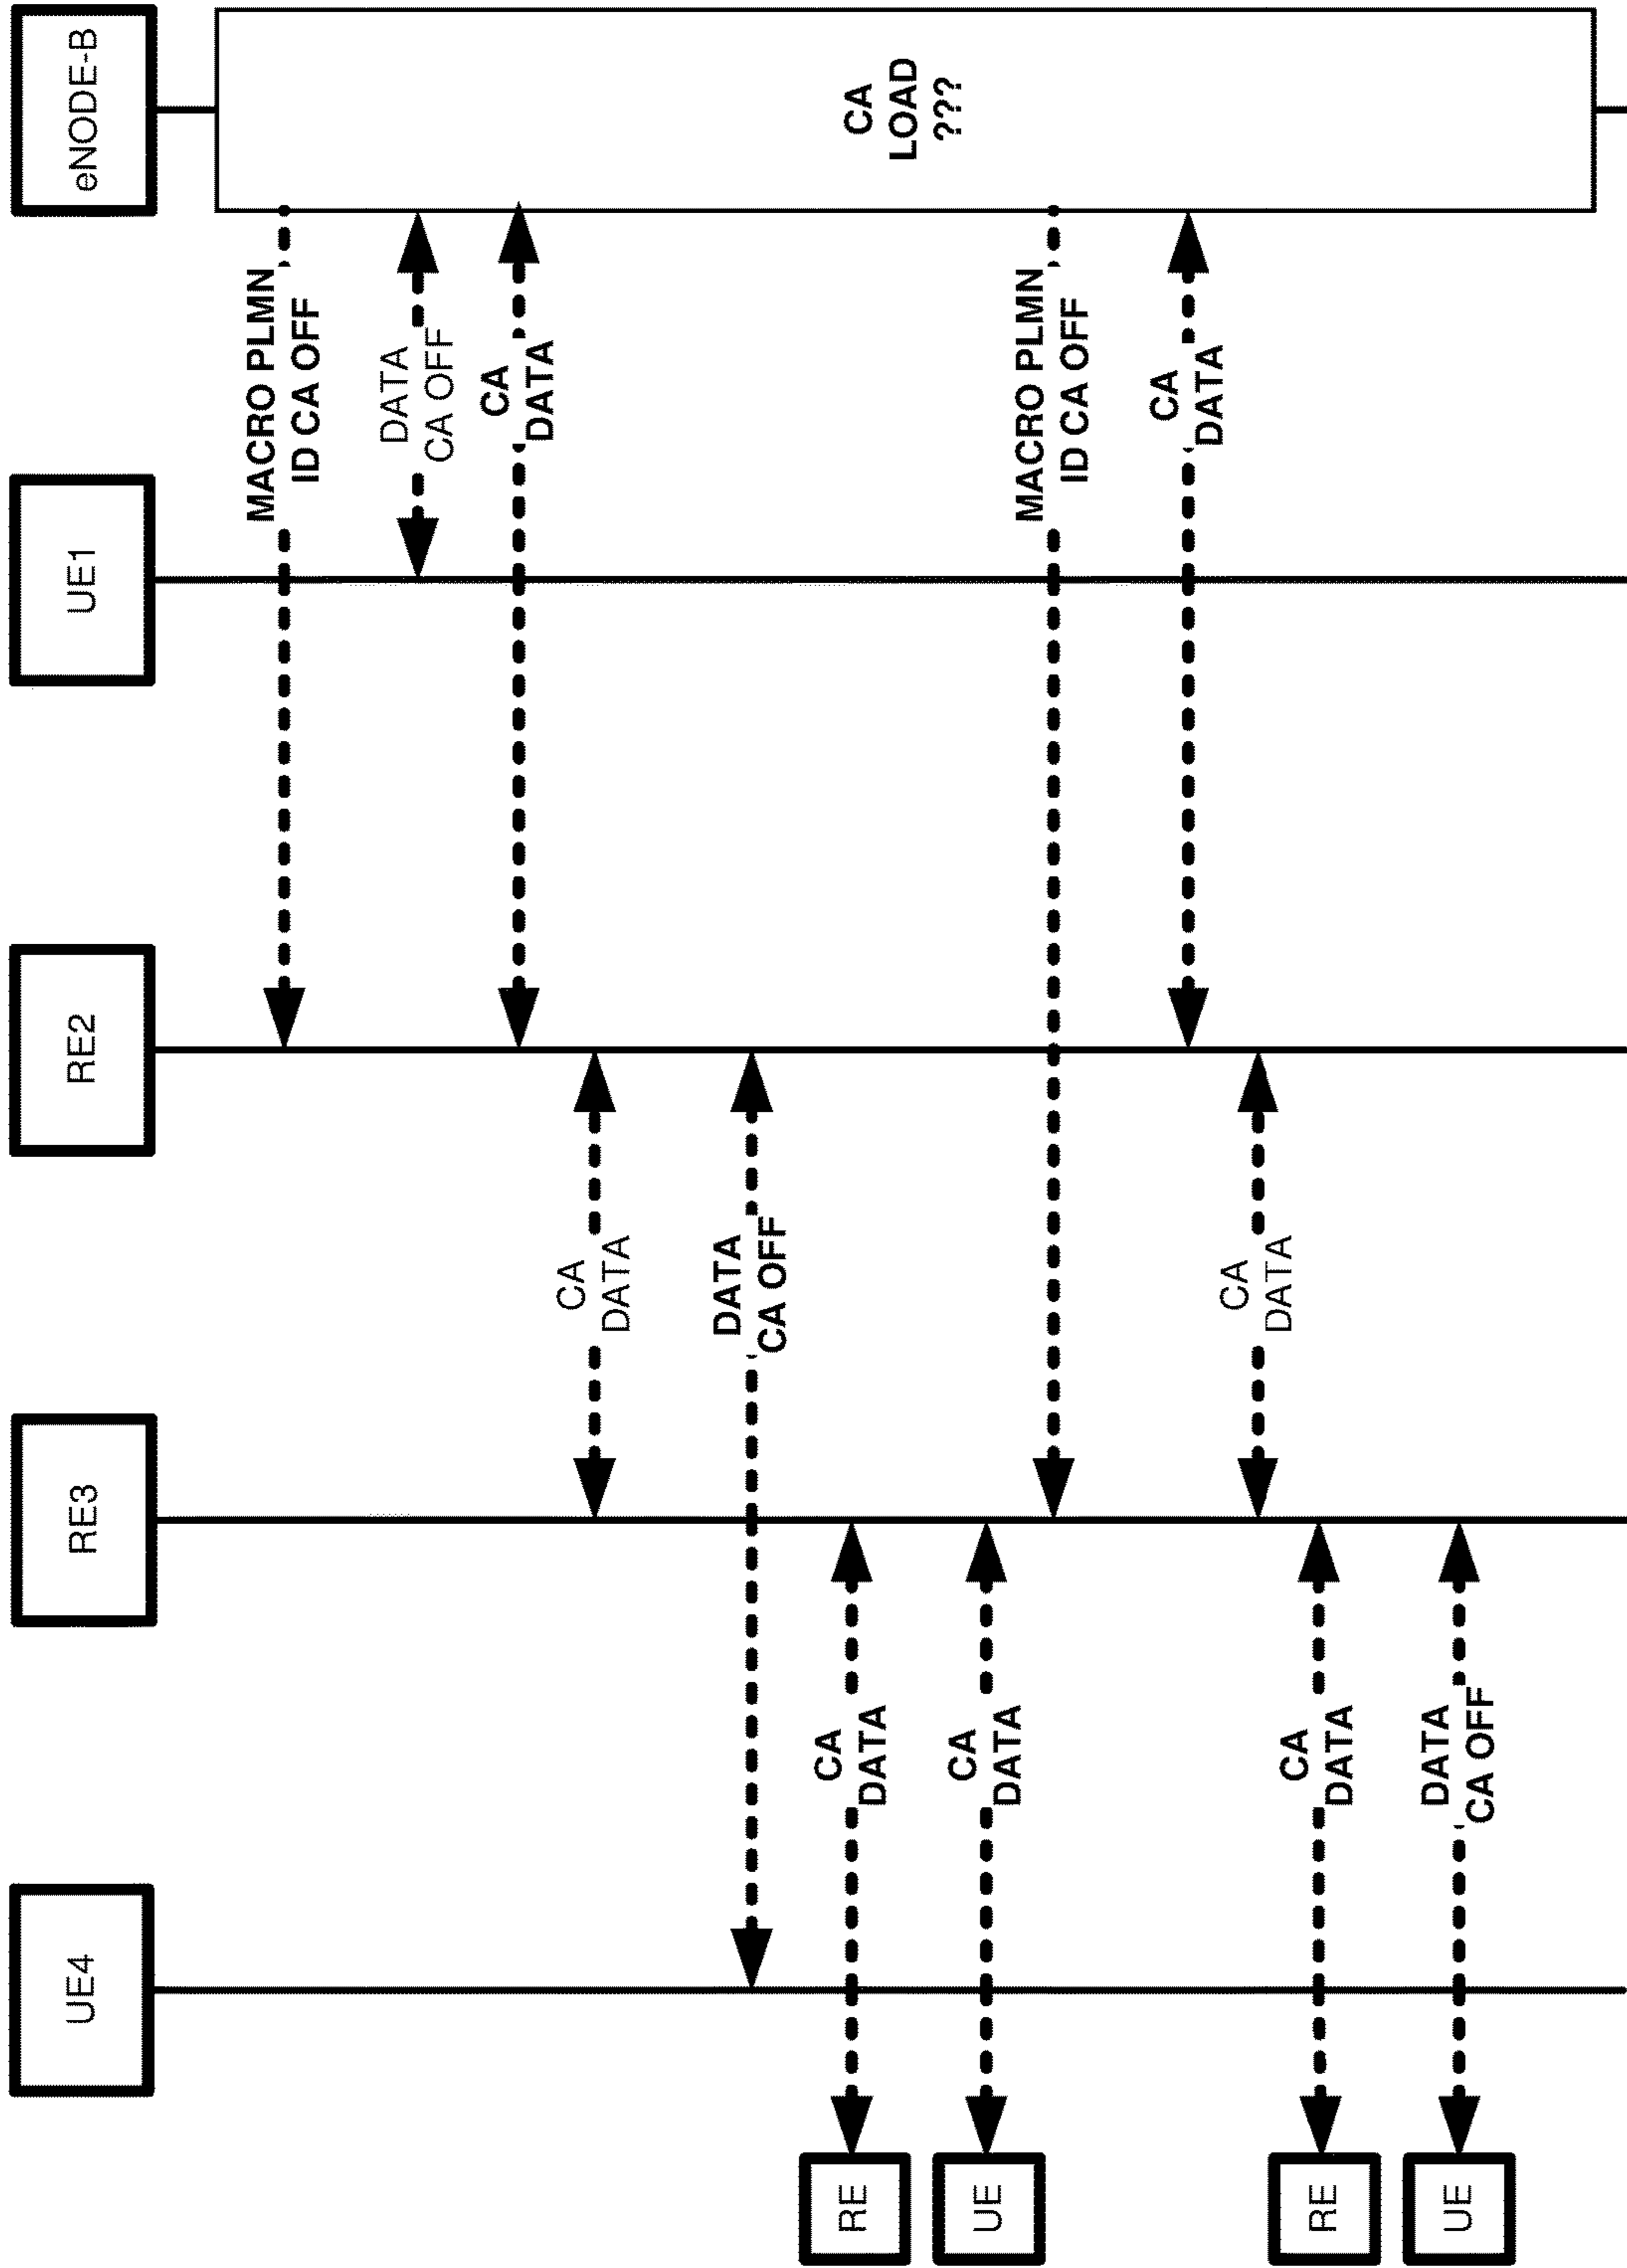 UE4
RE3
RE2
UE1
eNODE-B
MACRO PLMN
ID CA OFF
DATA
CA OFF
CA
DATA
CA
DATA
DATA
CA OFF
RE
CA
DATA
CA
LOAD
???
UE
CA
DATA
MACRO PLMN
ID CA OFF
CA
DATA
CA
DATA
RE
CA
DATA
UE
DATA
CA OFF